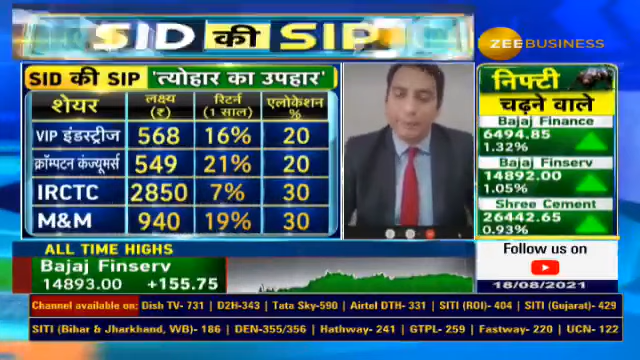 SID की SIP
ZEE BUSINESS
SID की SIP 'त्योहार का उपहार'
शेयर लक्ष्य (₹) रिटर्न (1 साल) एलोकेशन %
VIP इंडस्ट्रीज 568 16% 20
क्रॉम्पटन कंज्यूमर्स 549 21% 20
IRCTC 2850 7% 30
M&M 940 19% 30
निफ्टी
चढ़ने वाले
Bajaj Finance
6494.85
1.32%
Bajaj Finserv
14892.00
1.05%
Shree Cement
26442.65
0.93%
ALL TIME HIGHS
Bajaj Finserv
14893.00 +155.75
Follow us on
18/08/2021
Channel available on: Dish TV- 731 | D2H-343 | Tata Sky-590 | Airtel DTH- 331 | SITI (ROI)- 404 | SITI (Gujarat)- 429
SITI (Bihar & Jharkhand, WB)- 186 | DEN-355/356 | Hathway- 241 | GTPL- 259 | Fastway- 220 | UCN- 122